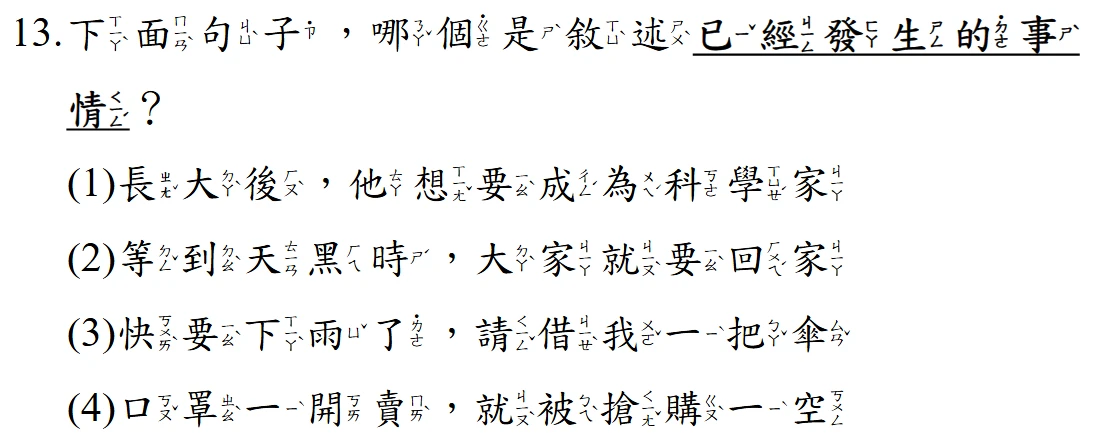 13.下面句子，哪個是敘述已經發生的事
情？
(1)長大後，他想要成為科學家
(2)等到天黑時，大家就要回家
(3)快要下雨了，請借我一把傘
(4)口罩一開賣，就被搶購一空